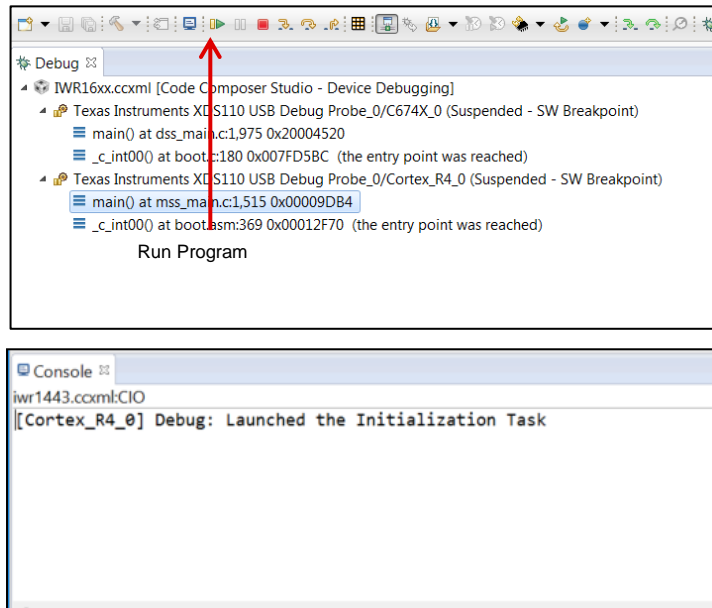 Debug
IWR16xx.ccxml [Code Composer Studio - Device Debugging]
Texas Instruments XDS110 USB Debug Probe_0/C674X_0 (Suspended - SW Breakpoint)
main() at dss_main.c:1,975 0x20004520
_c_int00() at boot.c:180 0x007FD5BC (the entry point was reached)
Texas Instruments XDS110 USB Debug Probe_0/Cortex_R4_0 (Suspended - SW Breakpoint)
main() at mss_main.c:1,515 0x00009DB4
_c_int00() at boot.asm:369 0x00012F70 (the entry point was reached)
Run Program
Console
iwr1443.ccxml:CIO
[Cortex_R4_0] Debug: Launched the Initialization Task